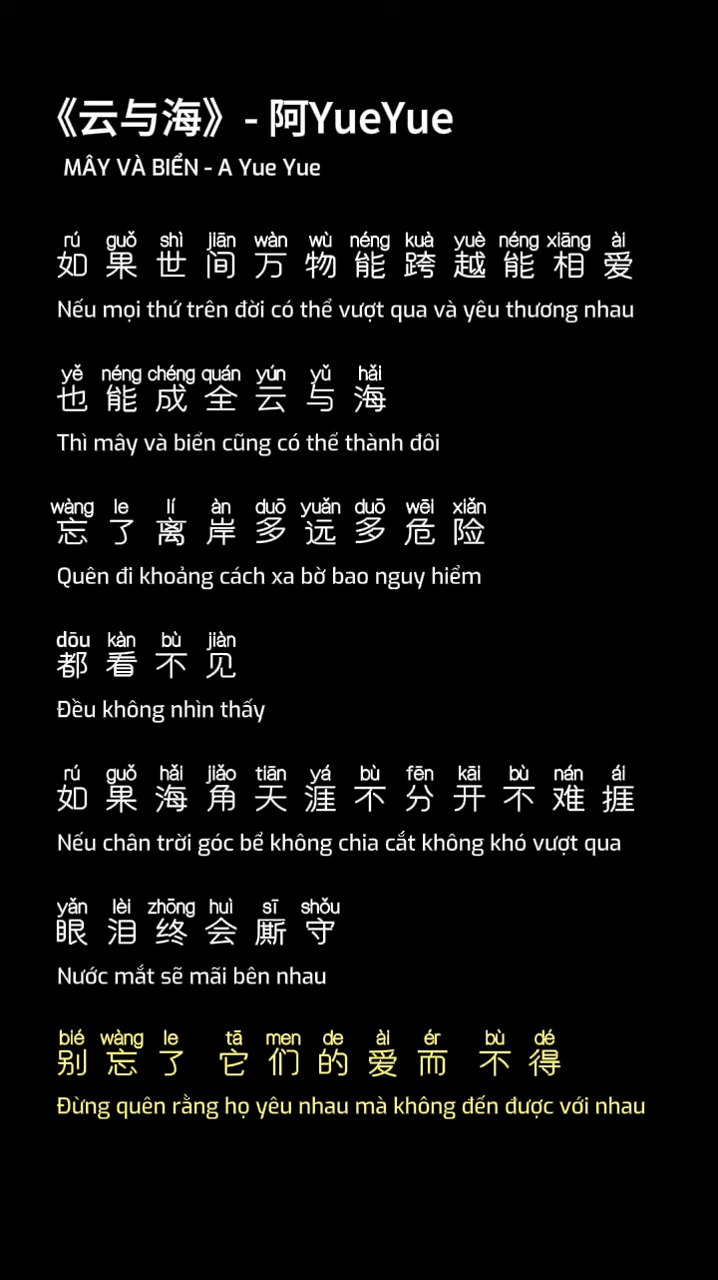 《云与海》- 阿YueYue
MÂY VÀ BIỂN - A Yue Yue
rú guǒ shì jiān wàn wù néng kuà yuè néng xiāng ài
如果世间万物能跨越能相爱
Nếu mọi thứ trên đời có thể vượt qua và yêu thương nhau
yě néng chéng quán yún yǔ hǎi
也能成全云与海
Thì mây và biển cũng có thể thành đôi
wàng le lí àn duō yuǎn duō wēi xiǎn
忘了离岸多远多危险
Quên đi khoảng cách xa bờ bao nguy hiểm
dōu kàn bù jiàn
都看不见
Đều không nhìn thấy
rú guǒ hǎi jiǎo tiān yá bù fēn kāi bù nán ái
如果海角天涯不分开不难捱
Nếu chân trời góc bể không chia cắt không khó vượt qua
yǎn lèi zhōng huì sī shǒu
眼泪终会厮守
Nước mắt sẽ mãi bên nhau
bié wàng le tā men de ài ér bù dé
别忘了 它们的爱而 不得
Đừng quên rằng họ yêu nhau mà không đến được với nhau